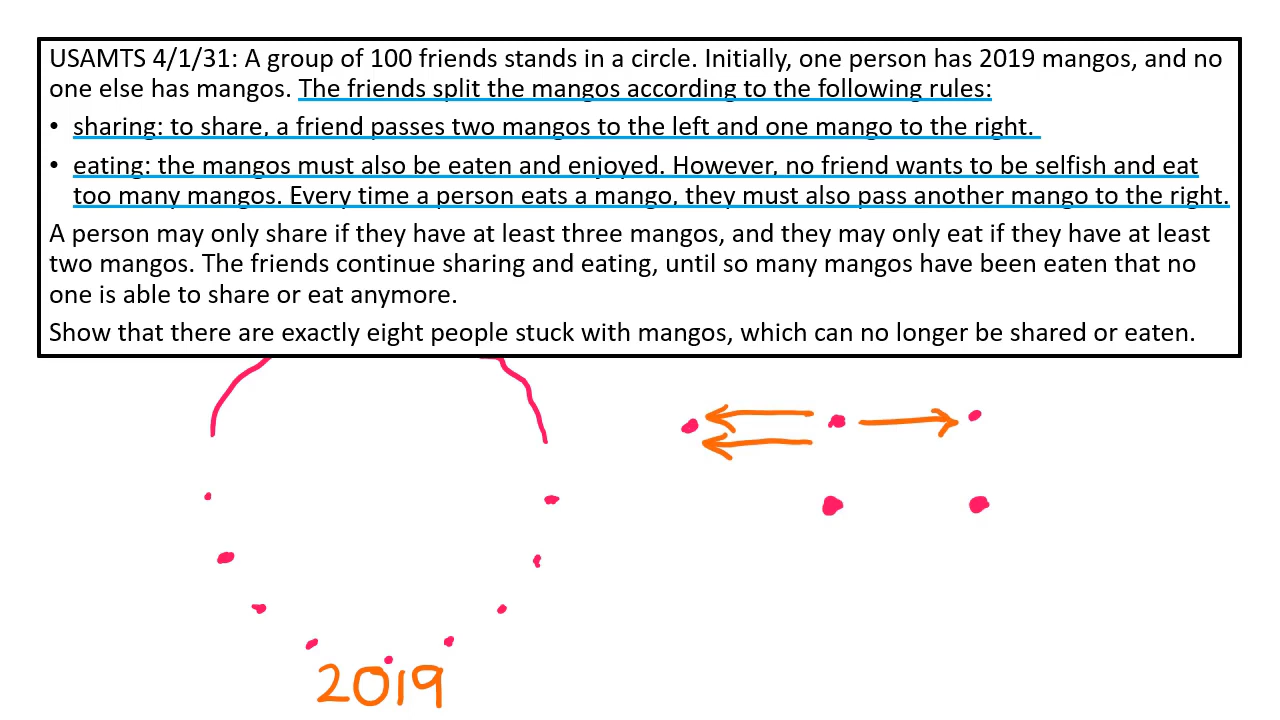 USAMTS 4/1/31: A group of 100 friends stands in a circle. Initially, one person has 2019 mangos, and no
one else has mangos. The friends split the mangos according to the following rules:
• sharing: to share, a friend passes two mangos to the left and one mango to the right.
• eating: the mangos must also be eaten and enjoyed. However, no friend wants to be selfish and eat
too many mangos. Every time a person eats a mango, they must also pass another mango to the right.
A person may only share if they have at least three mangos, and they may only eat if they have at least
two mangos. The friends continue sharing and eating, until so many mangos have been eaten that no
one is able to share or eat anymore.
Show that there are exactly eight people stuck with mangos, which can no longer be shared or eaten.
2019